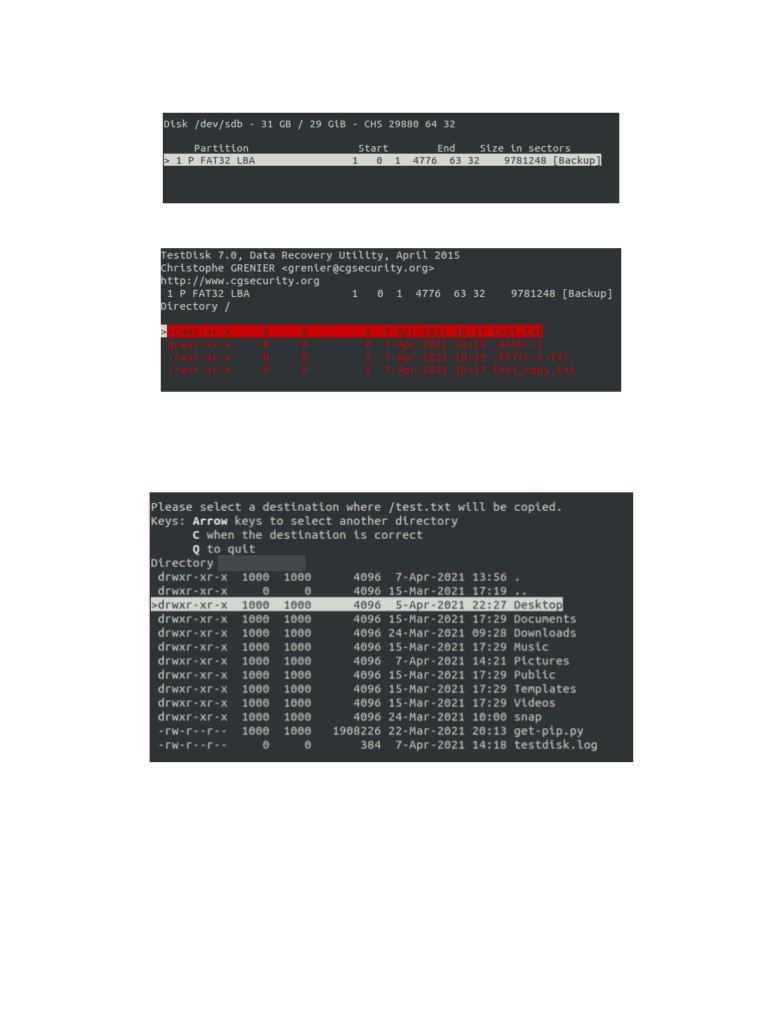 Disk /dev/sdb - 31 GB / 29 GiB - CHS 29880 64 32
Partition Start End Size in sectors
> 1 P FAT32 LBA 1 0 1 4776 63 32 9781248 [Backup]
TestDisk 7.0, Data Recovery Utility, April 2015
Christophe GRENIER <grenier@cgsecurity.org>
http://www.cgsecurity.org
1 P FAT32 LBA 1 0 1 4776 63 32 9781248 [Backup]
Directory /
>-rwxr-xr-x 0 0 5 7-Apr-2021 18:17 test.txt
drwxr-xr-x 0 0 0 7-Apr-2021 18:19 _RASH-~1
-rwxr-xr-x 0 0 5 7-Apr-2021 18:19 _EST(C~1.TXT
-rwxr-xr-x 0 0 5 7-Apr-2021 18:17 test_copy.txt
Please select a destination where /test.txt will be copied.
Keys: Arrow keys to select another directory
C when the destination is correct
Q to quit
Directory
drwxr-xr-x 1000 1000 4096 7-Apr-2021 13:56 .
drwxr-xr-x 0 0 4096 15-Mar-2021 17:19 ..
>drwxr-xr-x 1000 1000 4096 5-Apr-2021 22:27 Desktop
drwxr-xr-x 1000 1000 4096 15-Mar-2021 17:29 Documents
drwxr-xr-x 1000 1000 4096 24-Mar-2021 09:28 Downloads
drwxr-xr-x 1000 1000 4096 15-Mar-2021 17:29 Music
drwxr-xr-x 1000 1000 4096 7-Apr-2021 14:21 Pictures
drwxr-xr-x 1000 1000 4096 15-Mar-2021 17:29 Public
drwxr-xr-x 1000 1000 4096 15-Mar-2021 17:29 Templates
drwxr-xr-x 1000 1000 4096 15-Mar-2021 17:29 Videos
drwxr-xr-x 1000 1000 4096 24-Mar-2021 10:00 snap
-rw-r--r-- 1000 1000 1908226 22-Mar-2021 20:13 get-pip.py
-rw-r--r-- 0 0 384 7-Apr-2021 14:18 testdisk.log